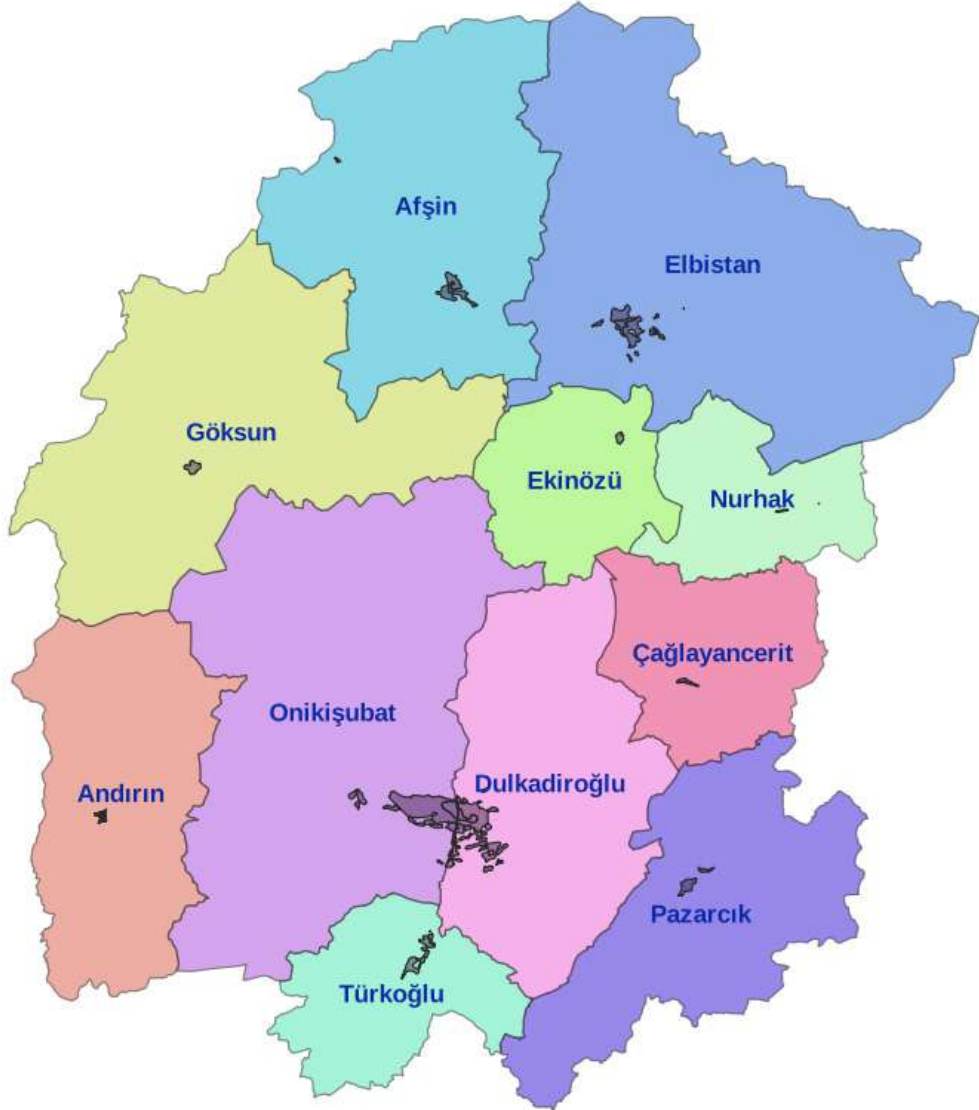 Afşin
Elbistan
Göksun
Ekinözü
Nurhak
Çağlayancerit
Onikişubat
Dulkadiroğlu
Andırın
Pazarcık
Türkoğlu